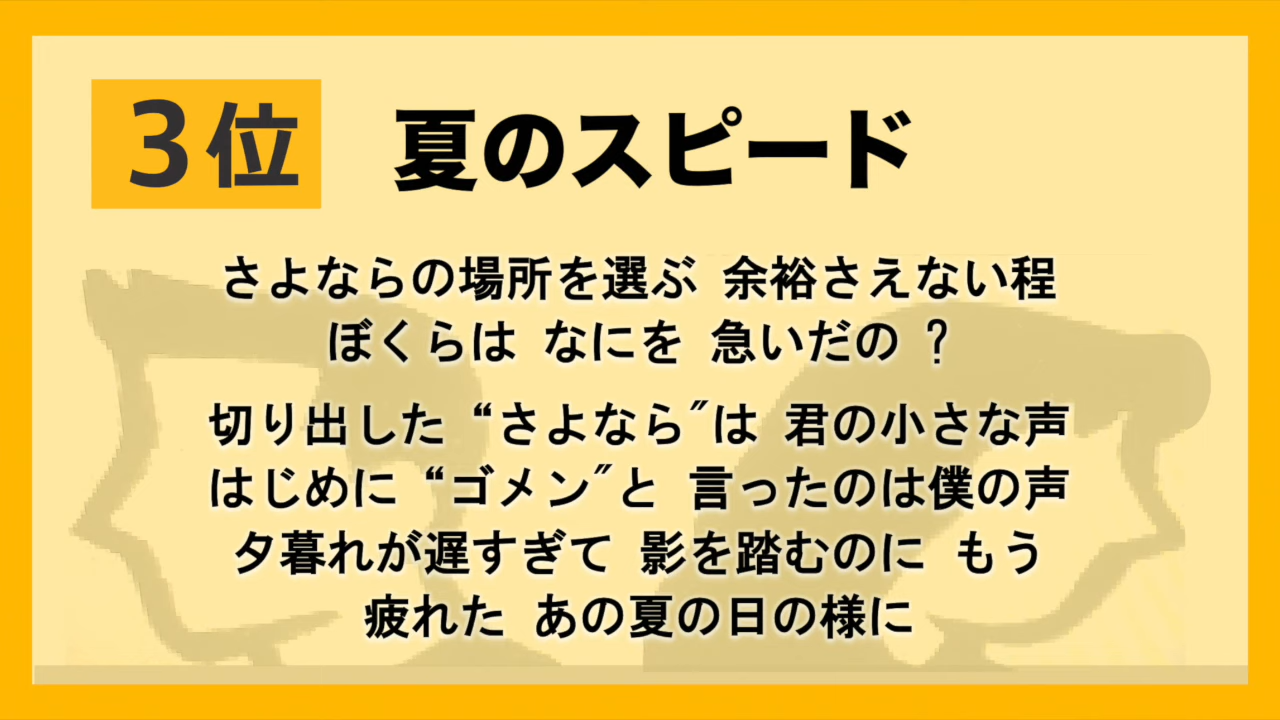 3位 夏のスピード
さよならの場所を選ぶ 余裕さえない程
ぼくらは なにを 急いだの ?
切り出した “さよなら"は 君の小さな声
はじめに “ゴメン"と 言ったのは僕の声
夕暮れが遅すぎて 影を踏むのに もう
疲れた あの夏の日の様に